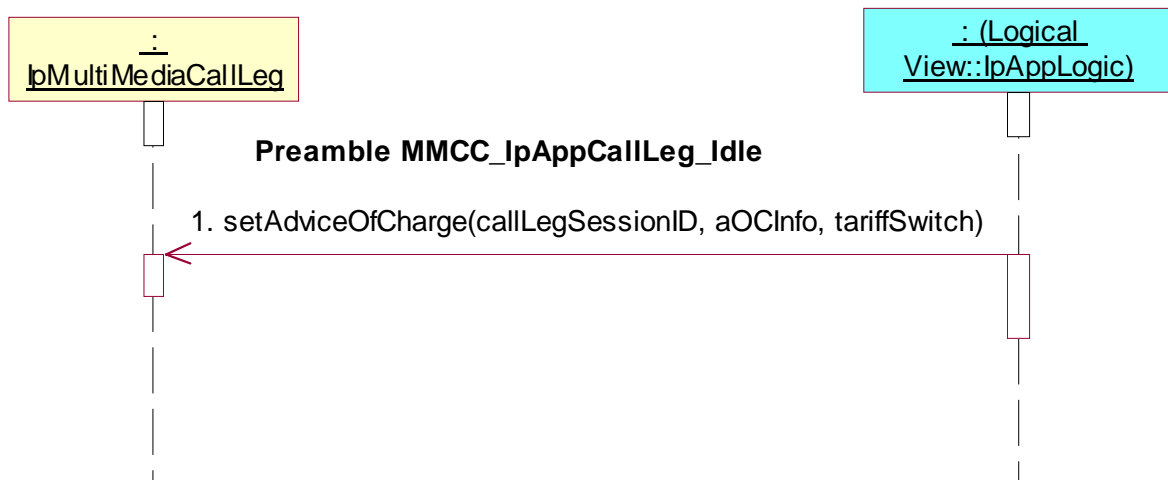 :
IpMultiMediaCallLeg
: (Logical
View::IpAppLogic)
Preamble MMCC_IpAppCallLeg_Idle
1. setAdviceOfCharge(callLegSessionID, aOCInfo, tariffSwitch)